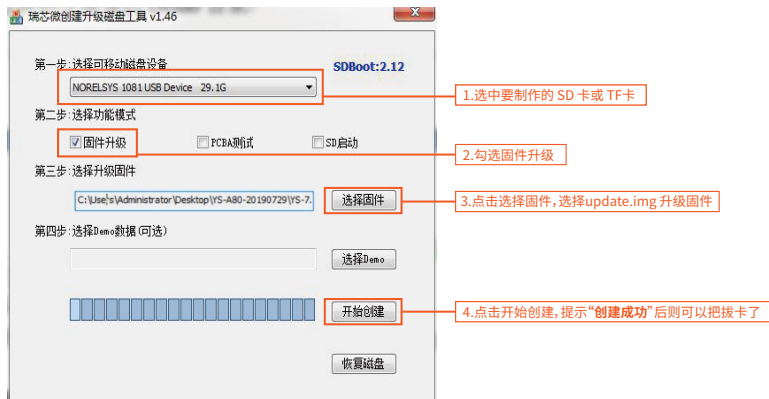 瑞芯微创建升级磁盘工具 v1.46
第一步:选择可移动磁盘设备
SDBoot:2.12
NORELSYS 1081 USB Device 29.1G
1.选中要制作的 SD 卡或 TF卡
第二步:选择功能模式
固件升级
PCBA测试
SD启动
2.勾选固件升级
第三步:选择升级固件
C:\Users\Administrator\Desktop\YS-A80-20190729\YS-7.
选择固件
3.点击选择固件，选择update.img 升级固件
第四步:选择Demo数据(可选)
选择Demo
开始创建
4.点击开始创建，提示“创建成功”后则可以把拔卡了
恢复磁盘